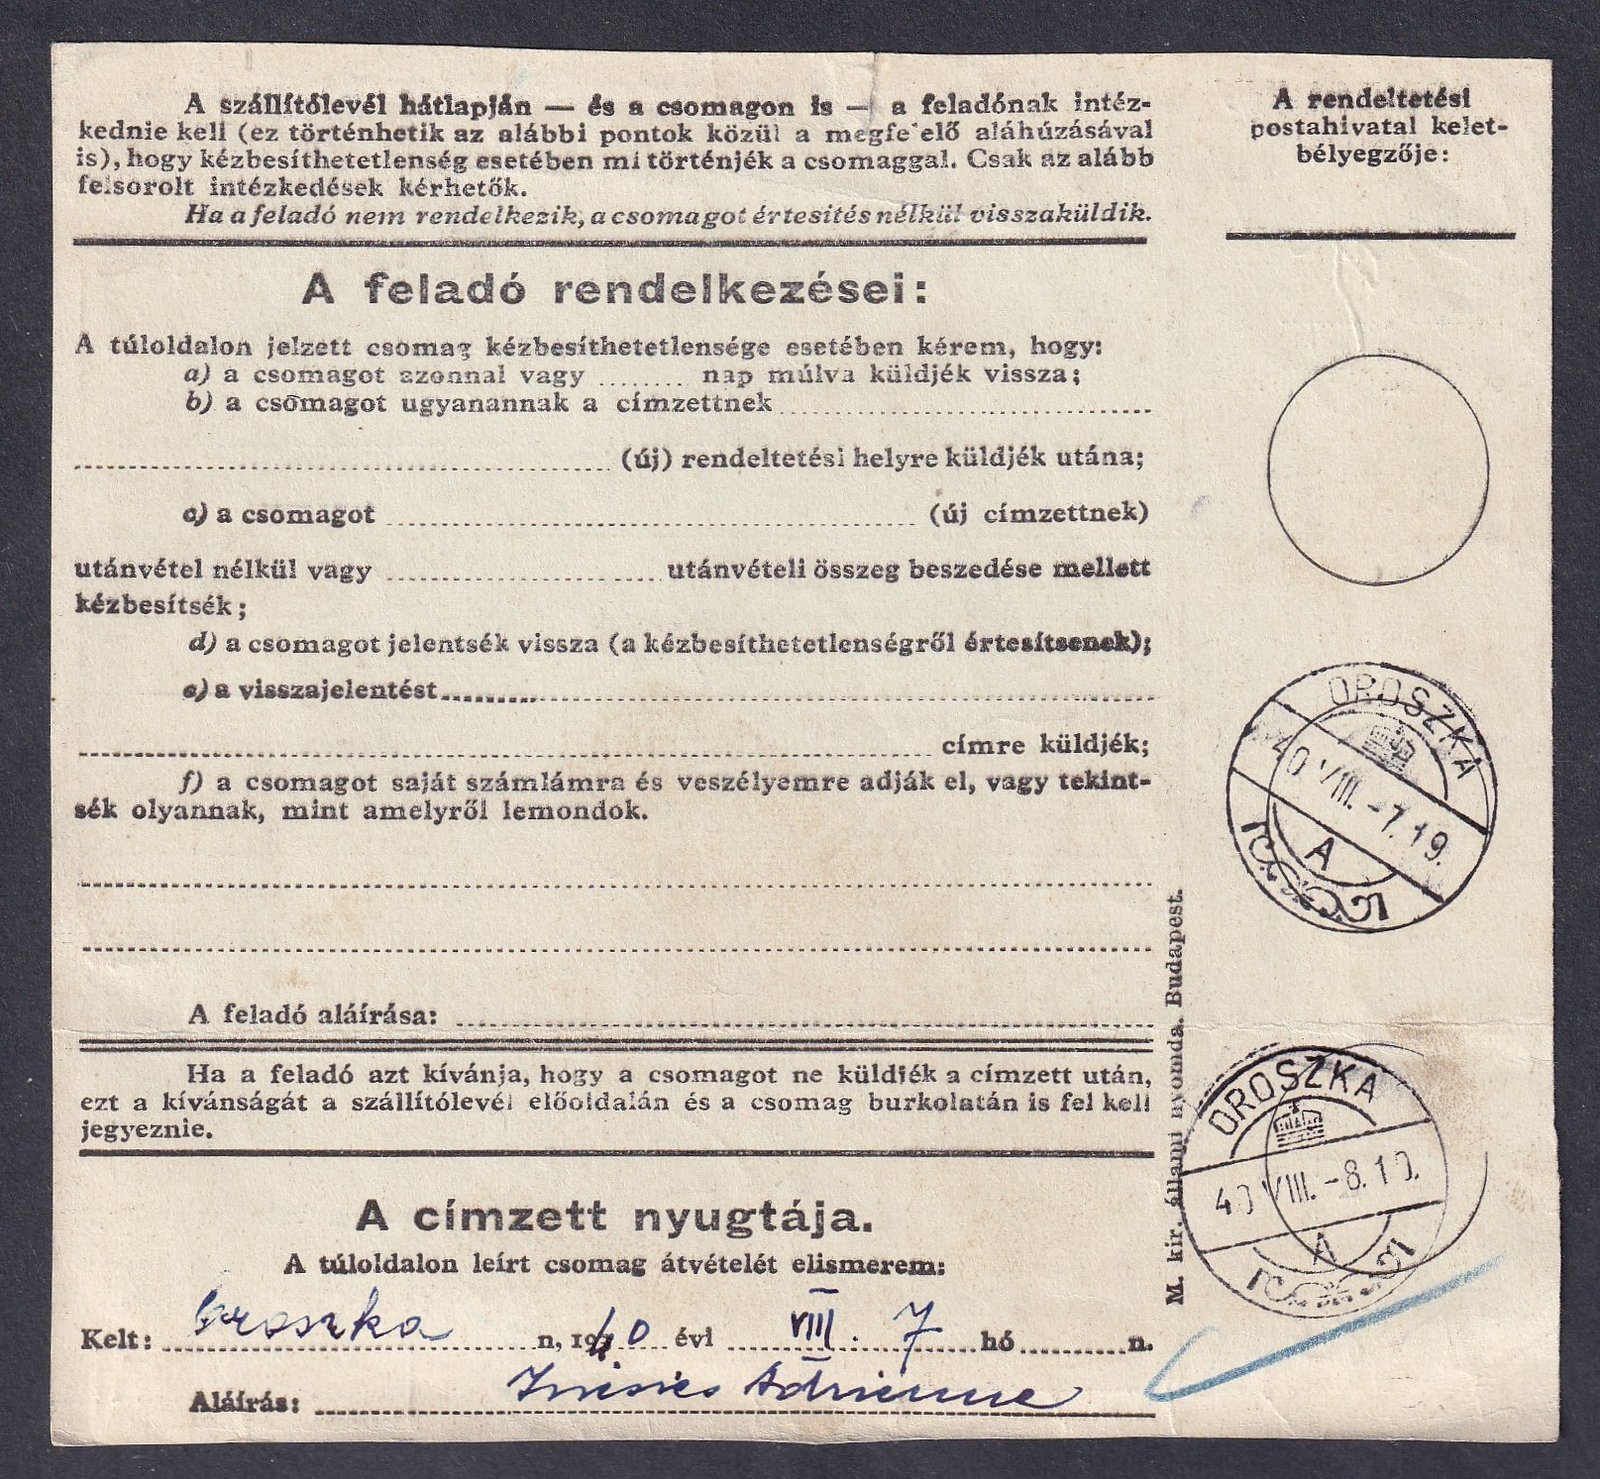 A szállítólevél hátlapján — és a csomagon is — a feladónak intéz-
kednie kell (ez történhetik az alábbi pontok közül a megfelelő aláhúzásával
is), hogy kézbesíthetetlenség esetében mi történjék a csomaggal. Csak az alább
felsorolt intézkedések kérhetők.
Ha a feladó nem rendelkezik, a csomagot értesités nélkül visszaküldik.
A rendeltetési
postahivatal kelet-
bélyegzője:
A feladó rendelkezései:
A túloldalon jelzett csomag kézbesíthetetlensége esetében kérem, hogy:
a) a csomagot azonnal vagy ........ nap múlva küldjék vissza;
b) a csomagot ugyanannak a címzettnek
(új) rendeltetési helyre küldjék utána;
c) a csomagot (új címzettnek)
utánvétel nélkül vagy utánvételi összeg beszedése mellett
kézbesítsék;
d) a csomagot jelentsék vissza (a kézbesíthetetlenségről értesítsenek);
e) a visszajelentést
címre küldjék;
f) a csomagot saját számlámra és veszélyemre adják el, vagy tekint-
sék olyannak, mint amelyről lemondok.
A feladó aláírása:
OROSZKA
40 VIII. -7. 19.
A
Ha a feladó azt kívánja, hogy a csomagot ne küldjék a címzett után,
ezt a kívánságát a szállítólevél előoldalán és a csomag burkolatán is fel kell
jegyeznie.
OROSZKA
40 VIII. -8. 10.
A
M. kir. állami nyomda. Budapest.
A címzett nyugtája.
A túloldalon leírt csomag átvételét elismerem:
Kelt: Oroszka n, 1940 évi VIII. 7 hó n.
Aláírás: Adrienne